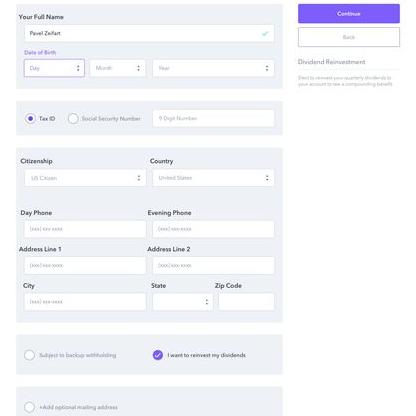 Your Full Name
Pavel Zeifart
Date of Birth
Day Month Year
Tax ID Social Security Number 9 Digit Number
Citizenship Country
US Citizen United States
Day Phone Evening Phone
(xxx) xxx-xxxx (xxx) xxx-xxxx
Address Line 1 Address Line 2
(xxx) xxx-xxxx (xxx) xxx-xxxx
City State Zip Code
(xxx) xxx-xxxx
Subject to backup withholding I want to reinvest my dividends
+Add optional mailing address
Continue
Back
Dividend Reinvestment
Elect to reinvest your quarterly dividends to
your account to see a compounding benefit.